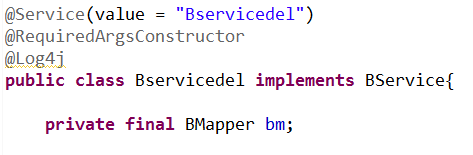 @Service(value = "Bservicedel")
@RequiredArgsConstructor
@Log4j
public class Bservicedel implements BService{
private final BMapper bm;